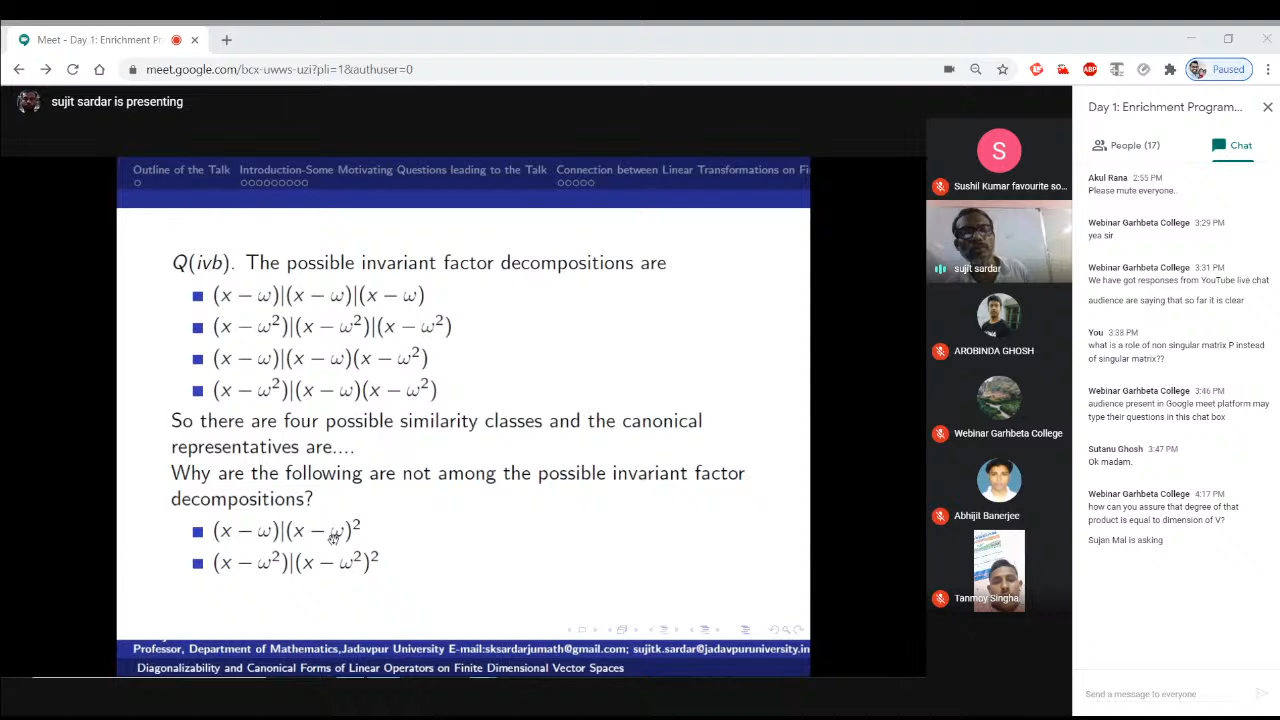 Meet - Day 1: Enrichment Pr
meet.google.com/bcx-uwws-uzi?pli=1&authuser=0
Paused
sujit sardar is presenting
Outline of the Talk Introduction-Some Motivating Questions leading to the Talk Connection between Linear Transformations on Fi
Q(ivb). The possible invariant factor decompositions are
(x − ω)|(x − ω)|(x − ω)
(x − ω²)|(x − ω²)|(x − ω²)
(x − ω)|(x − ω)(x − ω²)
(x − ω²)|(x − ω)(x − ω²)
So there are four possible similarity classes and the canonical
representatives are....
Why are the following are not among the possible invariant factor
decompositions?
(x − ω)|(x − ω)²
(x − ω²)|(x − ω²)²
Professor, Department of Mathematics,Jadavpur University E-mail:sksardarjumath@gmail.com; sujitk.sardar@jadavpuruniversity.in
Diagonalizability and Canonical Forms of Linear Operators on Finite Dimensional Vector Spaces
S
Sushil Kumar favourite so...
sujit sardar
AROBINDA GHOSH
Webinar Garhbeta College
Abhijit Banerjee
Tanmoy Singha
Day 1: Enrichment Program...
People (17)
Chat
Akul Rana 2:55 PM
Please mute everyone..
Webinar Garhbeta College 3:29 PM
yea sir
Webinar Garhbeta College 3:31 PM
We have got responses from YouTube live chat
audience are saying that so far it is clear
You 3:38 PM
what is a role of non singular matrix P instead
of singular matrix??
Webinar Garhbeta College 3:46 PM
audience present in Google meet platform may
type their questions in this chat box
Sutanu Ghosh 3:47 PM
Ok madam.
Webinar Garhbeta College 4:17 PM
how can you assure that degree of that
product is equal to dimension of V?
Sujan Mal is asking
Send a message to everyone